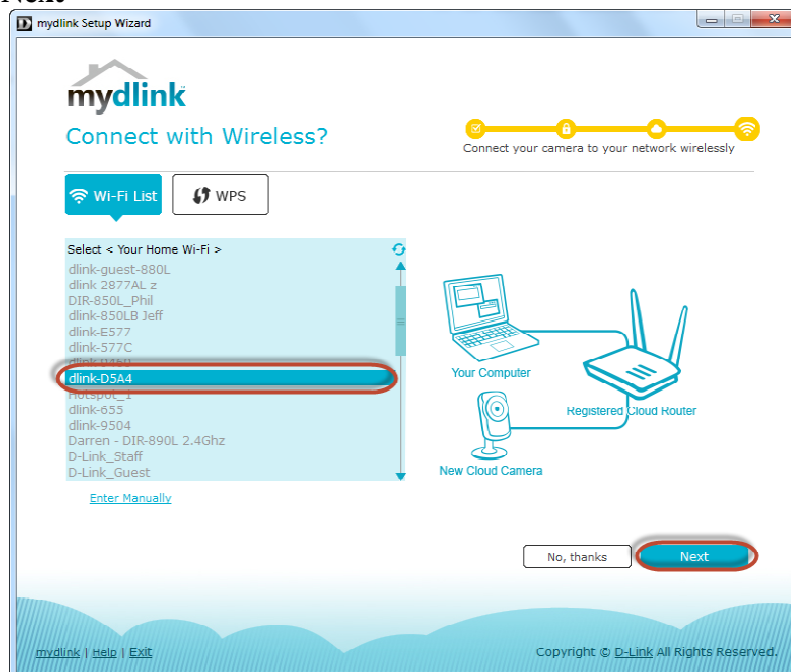 mydlink Setup Wizard
mydlink
Connect with Wireless?
Connect your camera to your network wirelessly
Wi-Fi List
WPS
Select < Your Home Wi-Fi >
dlink-guest-880L
dlink 2877AL z
DIR-850L_Phil
dlink-850LB Jeff
dlink-E577
dlink-577C
dlink-D5A4
Hotspot_1
dlink-655
dlink-9504
Darren - DIR-890L 2.4Ghz
D-Link_Staff
D-Link_Guest
Enter Manually
Your Computer
Registered Cloud Router
New Cloud Camera
No, thanks
Next
mydlink | Help | Exit
Copyright © D-Link All Rights Reserved.